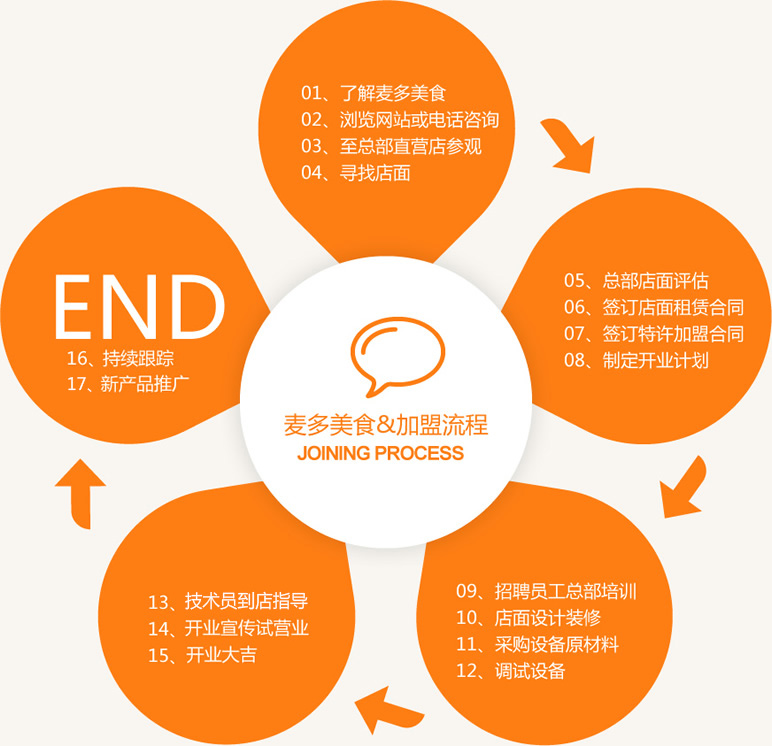 01、了解麦多美食
02、浏览网站或电话咨询
03、至总部直营店参观
04、寻找店面
05、总部店面评估
06、签订店面租赁合同
07、签订特许加盟合同
08、制定开业计划
09、招聘员工总部培训
10、店面设计装修
11、采购设备原材料
12、调试设备
13、技术员到店指导
14、开业宣传试营业
15、开业大吉
END
16、持续跟踪
17、新产品推广
麦多美食&加盟流程
JOINING PROCESS